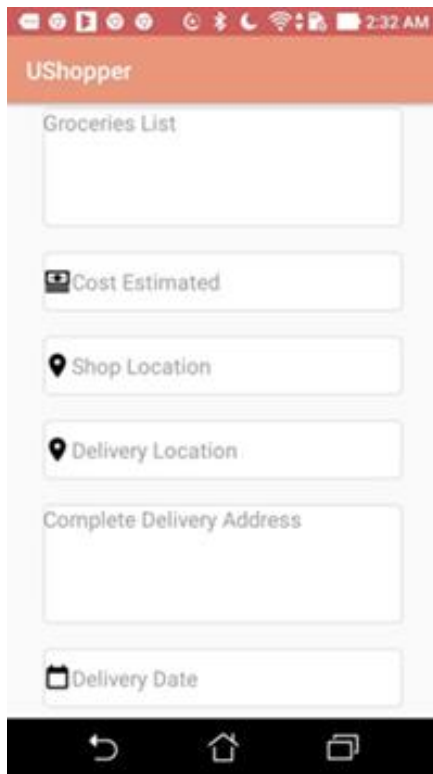 2:32 AM
UShopper
Groceries List
Cost Estimated
Shop Location
Delivery Location
Complete Delivery Address
Delivery Date